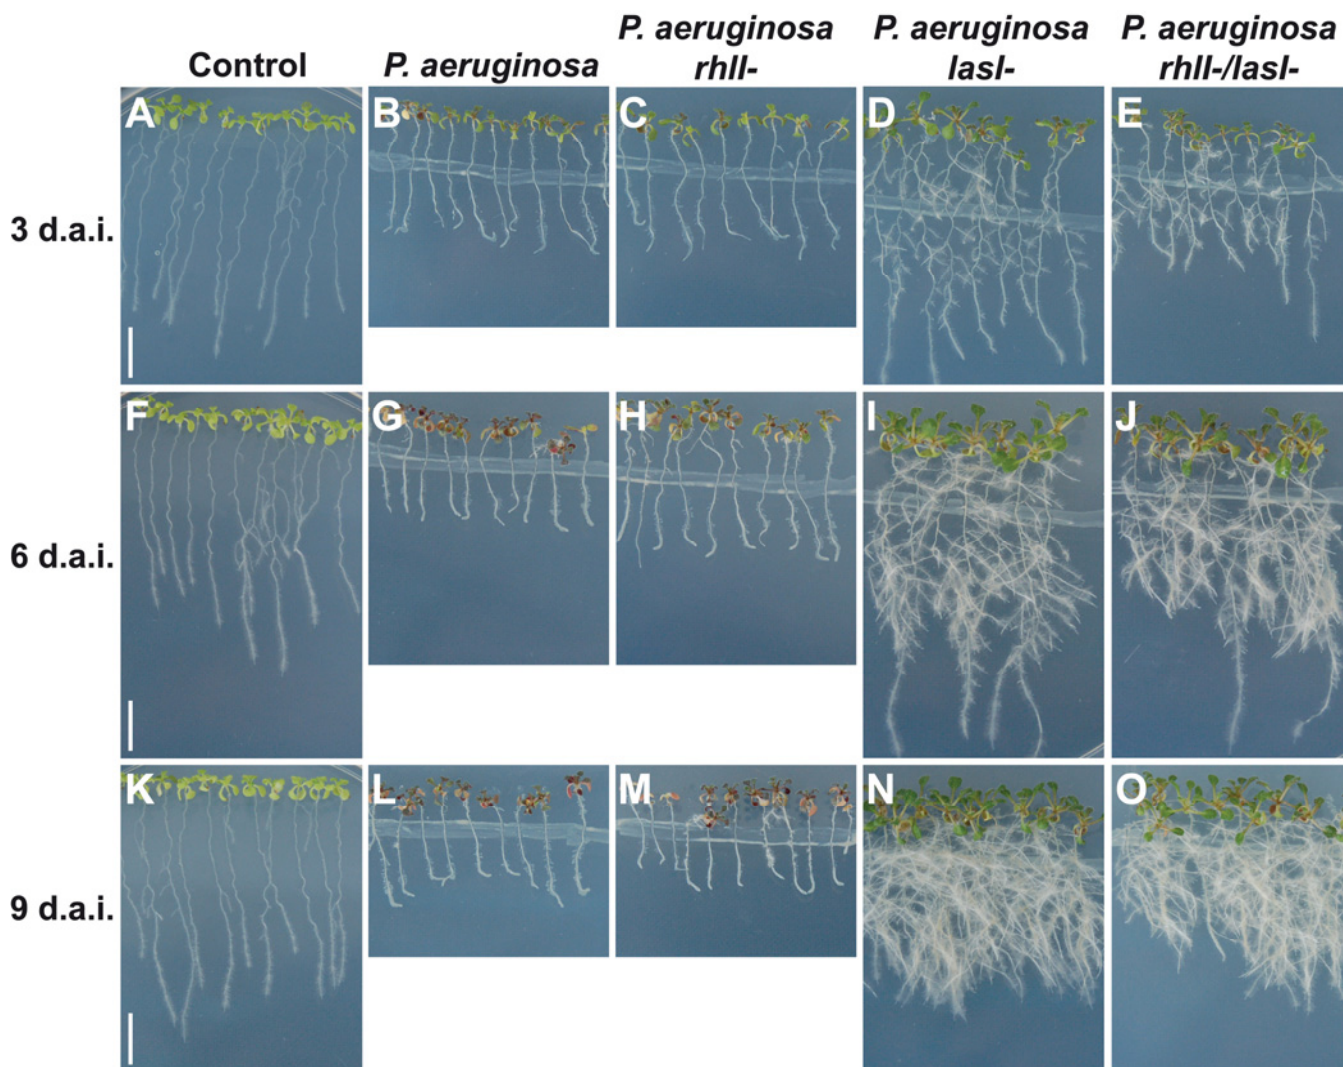 Control
P. aeruginosa
P. aeruginosa
rhlI-
P. aeruginosa
lasI-
P. aeruginosa
rhlI-/lasI-
3 d.a.i.
A
B
C
D
E
6 d.a.i.
F
G
H
I
J
9 d.a.i.
K
L
M
N
O